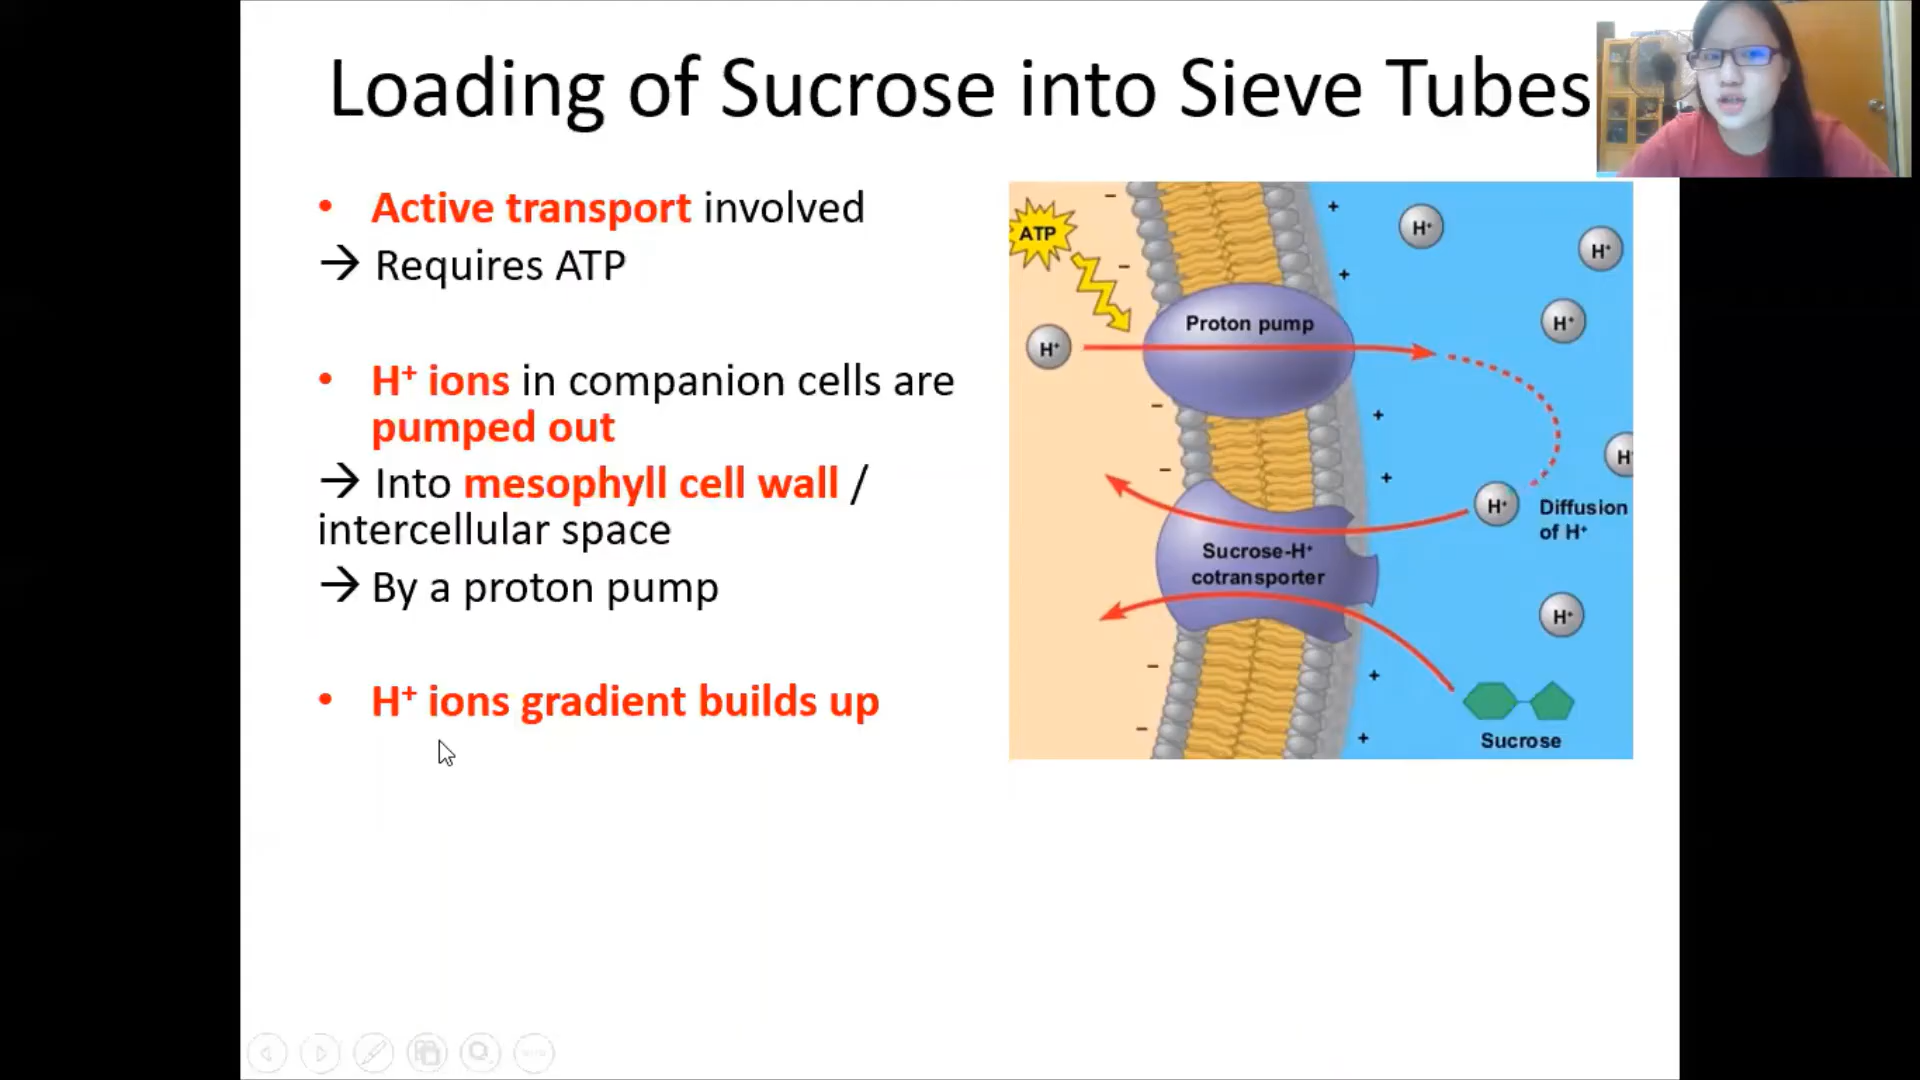 Loading of Sucrose into Sieve Tubes
• Active transport involved
→ Requires ATP
• H⁺ ions in companion cells are
pumped out
→ Into mesophyll cell wall /
intercellular space
→ By a proton pump
• H⁺ ions gradient builds up
ATP
H⁺
Proton pump
H⁺
H⁺
H⁺
H
H⁺
Diffusion
of H⁺
Sucrose-H⁺
cotransporter
H⁺
Sucrose